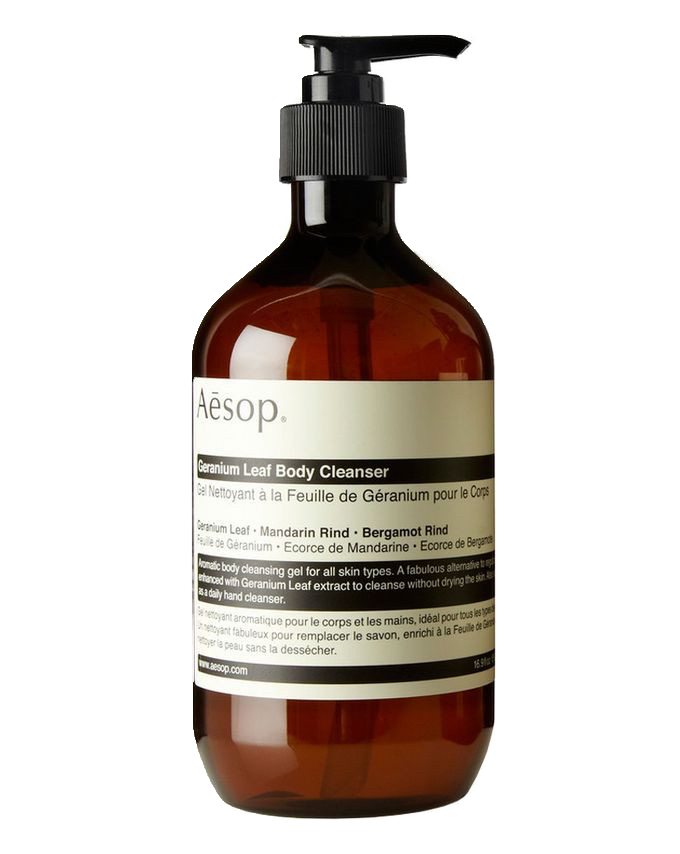 Aēsop®
Geranium Leaf Body Cleanser
Gel Nettoyant à la Feuille de Géranium pour le Corps
Geranium Leaf · Mandarin Rind · Bergamot Rind
Feuille de Géranium · Ecorce de Mandarine · Ecorce de Bergamote
Aromatic body cleansing gel for all skin types. A fabulous alternative to
enhanced with Geranium Leaf extract to cleanse without drying the skin.
as a daily hand cleanser.
Gel nettoyant aromatique pour le corps et les mains, idéal pour tous les types
Un nettoyant fabuleux pour remplacer le savon, enrichi à la Feuille de
nettoyer la peau sans la dessécher.
www.aesop.com
16.9 fl oz